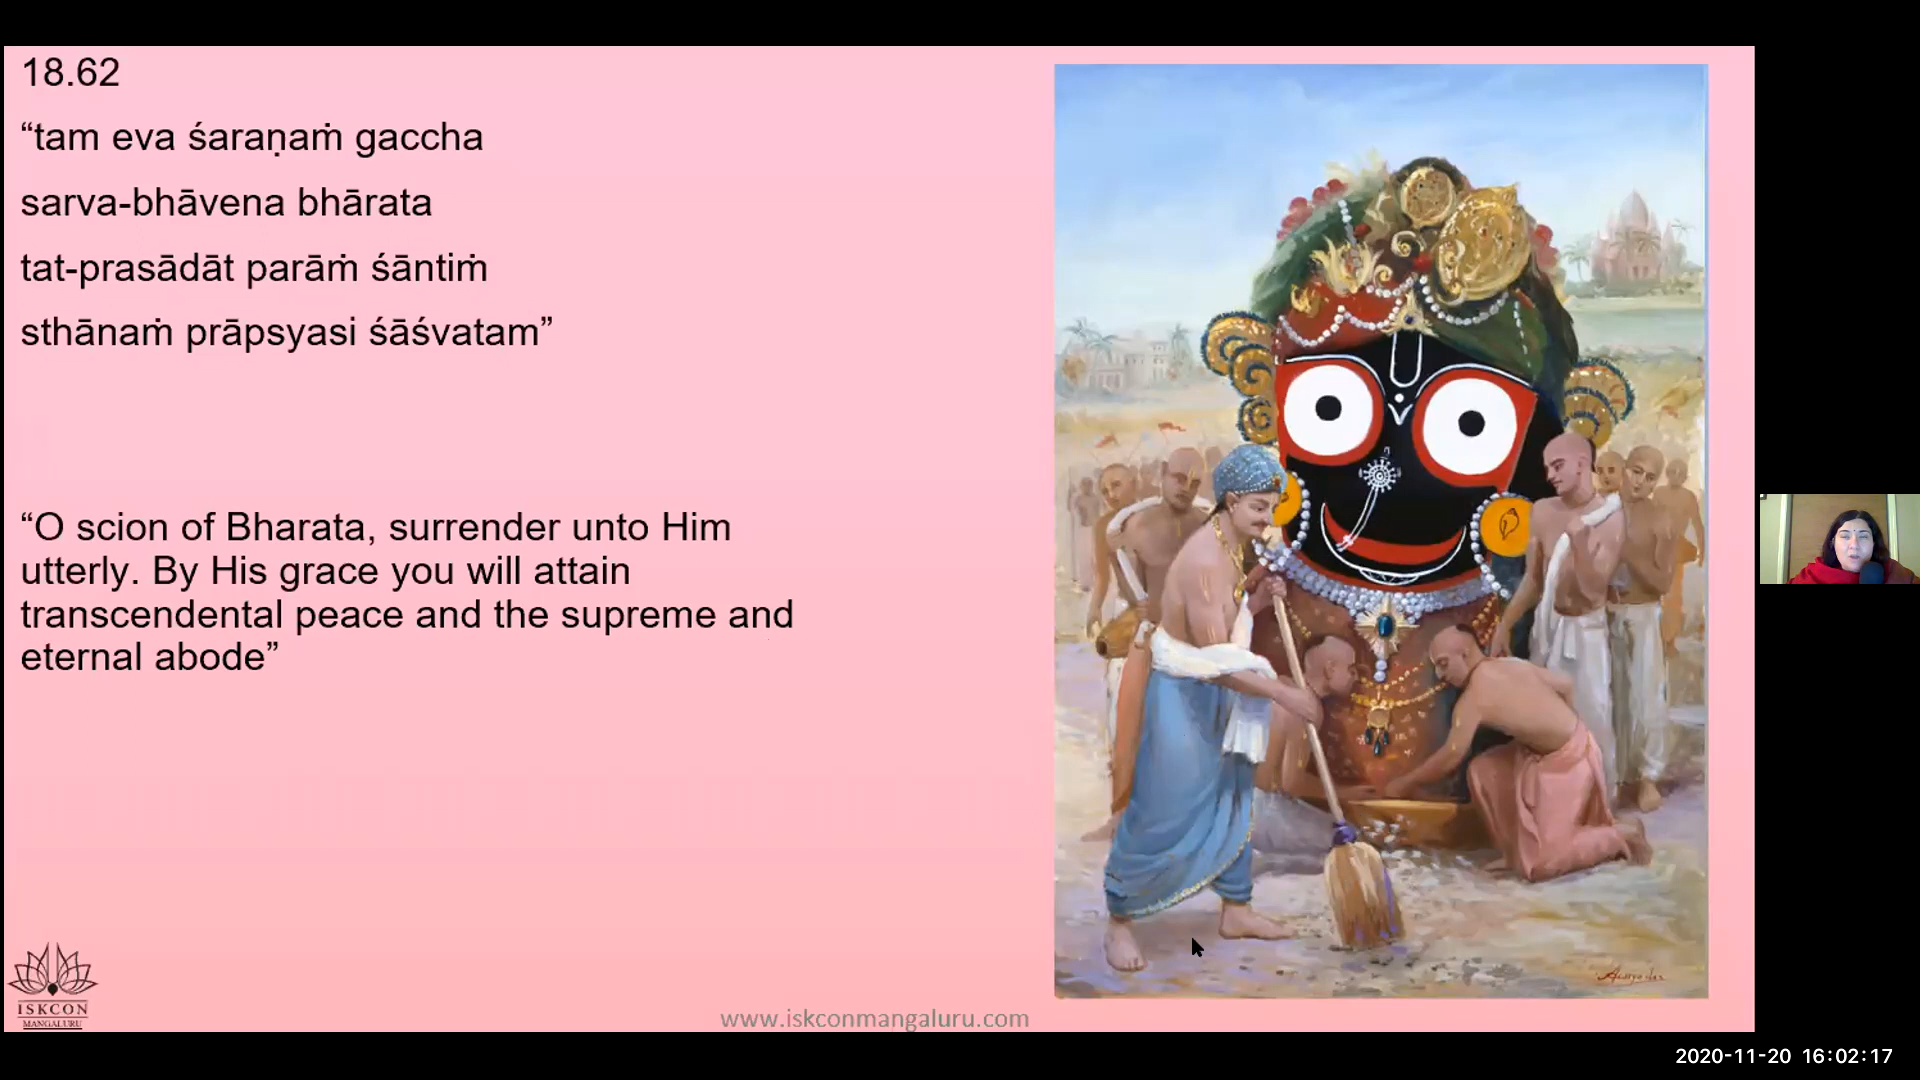 18.62
“tam eva śaraṇaṁ gaccha
sarva-bhāvena bhārata
tat-prasādāt parāṁ śāntiṁ
sthānaṁ prāpsyasi śāśvatam”
“O scion of Bharata, surrender unto Him
utterly. By His grace you will attain
transcendental peace and the supreme and
eternal abode”
ISKCON
MANGALURU
www.iskconmangaluru.com
2020-11-20 16:02:17